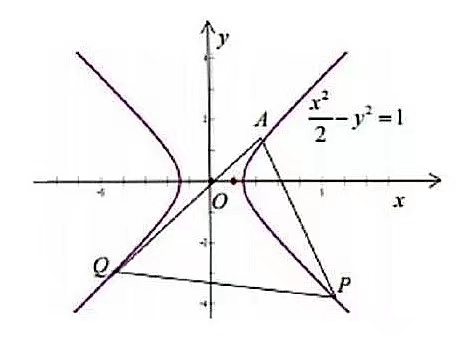 y
A
x²/2 − y² = 1
O
x
Q
P